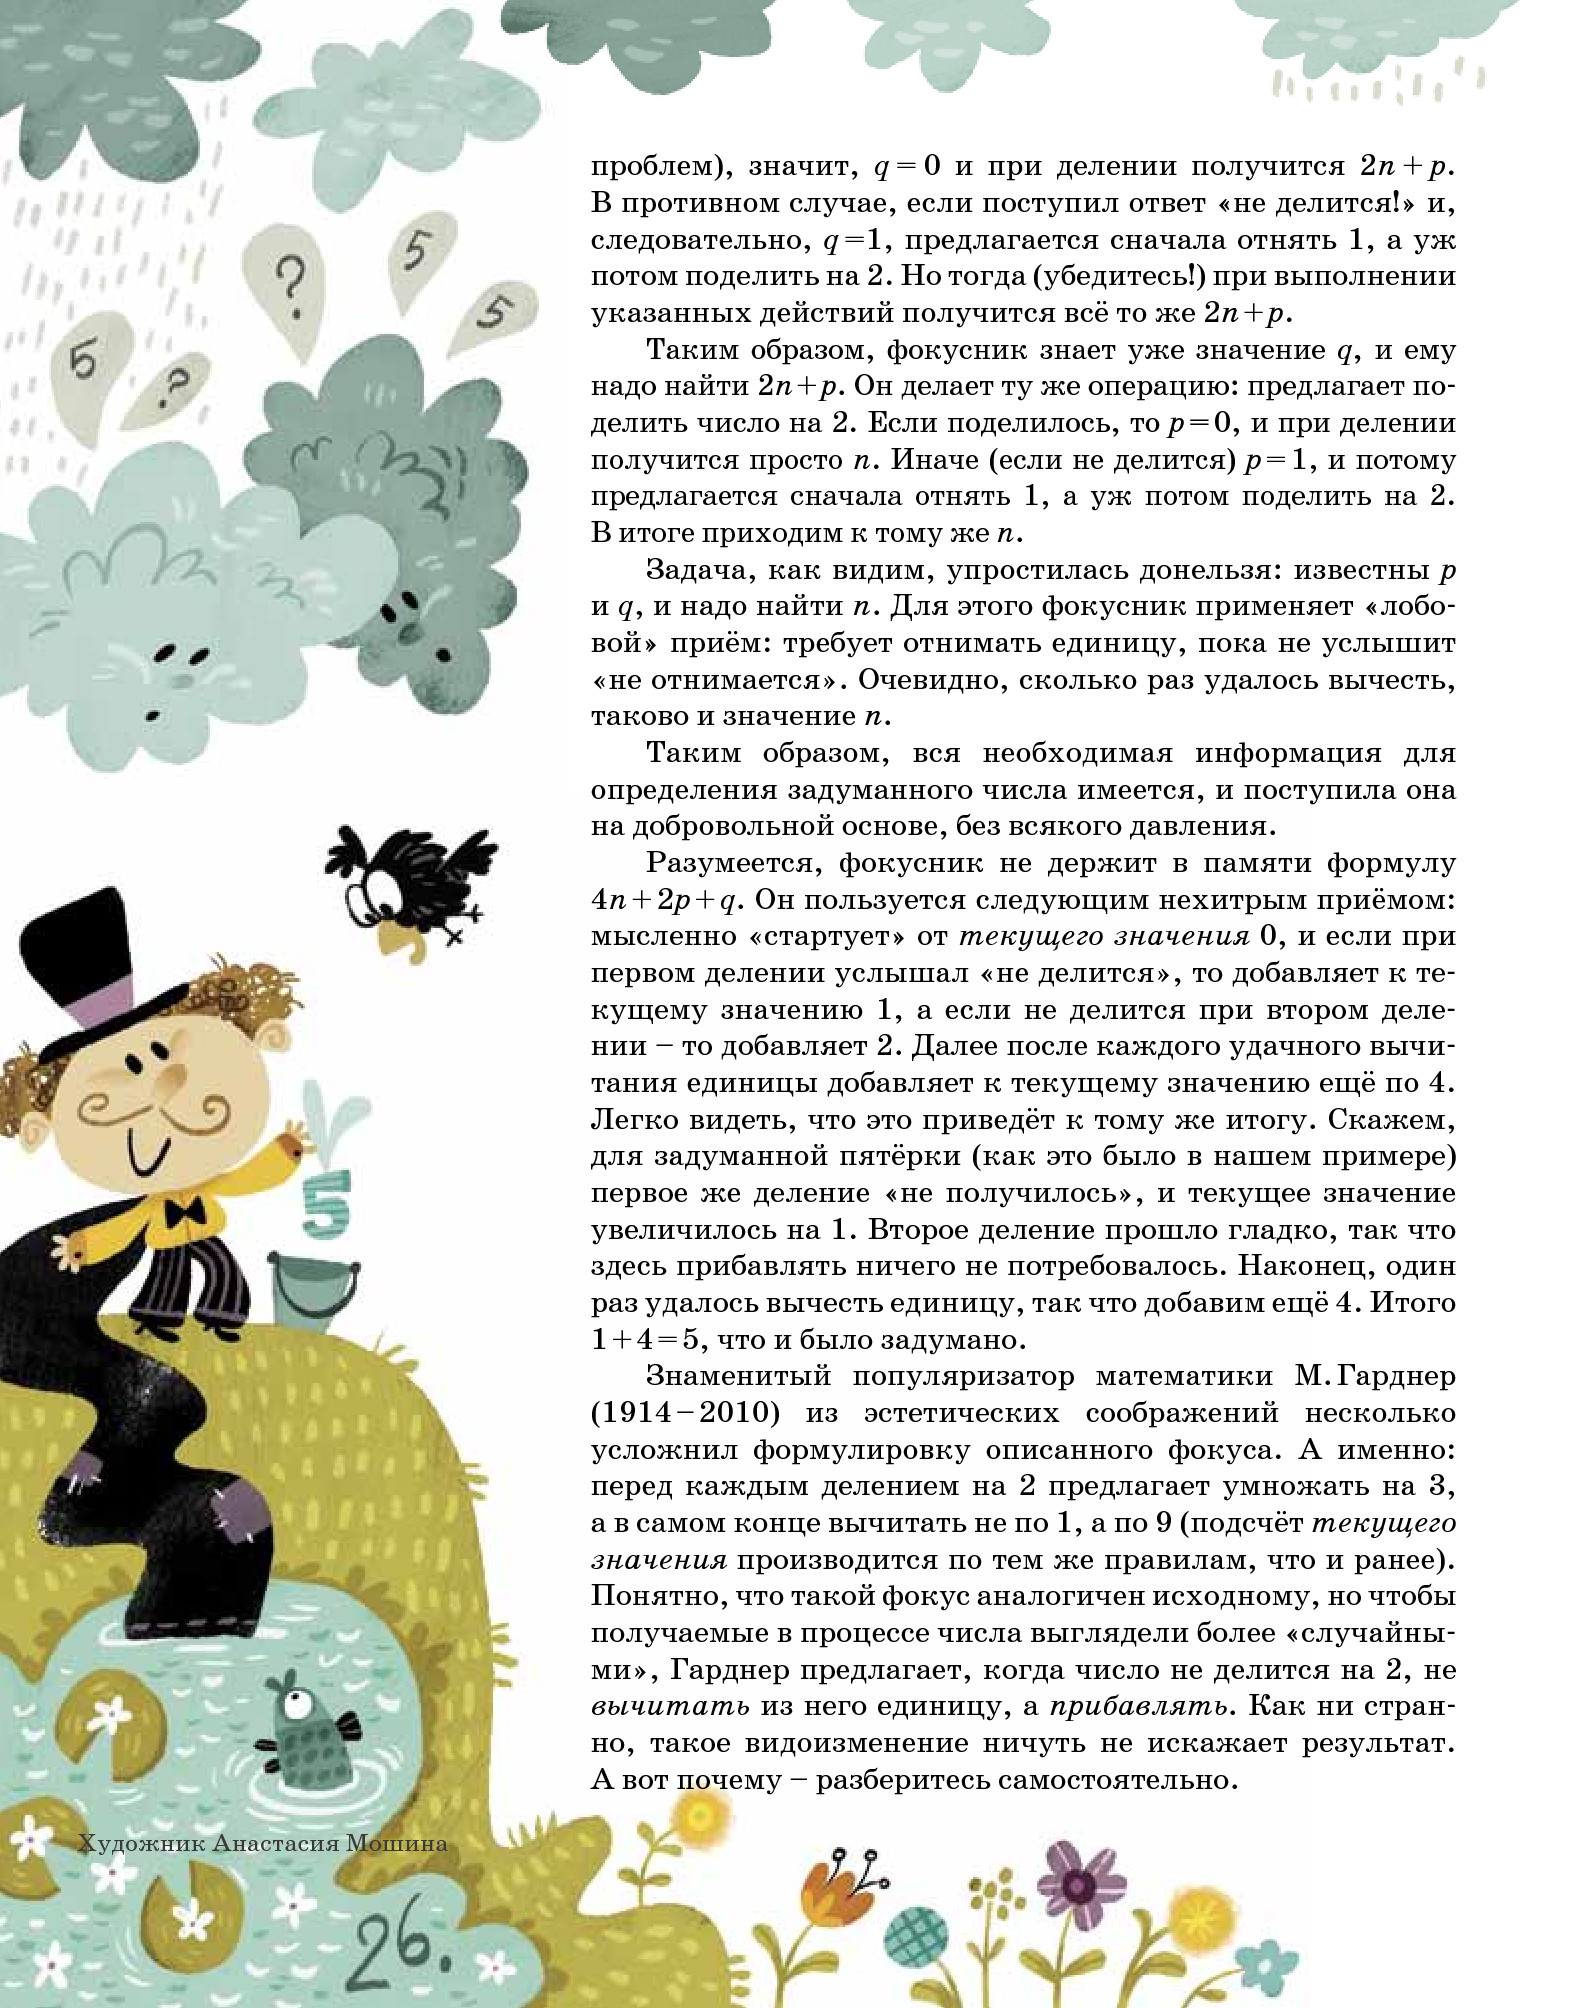 ?
5
5
5
?
проблем), значит, q = 0 и при делении получится 2n + p.
В противном случае, если поступил ответ «не делится!» и,
следовательно, q =1, предлагается сначала отнять 1, а уж
потом поделить на 2. Но тогда (убедитесь!) при выполнении
указанных действий получится всё то же 2n+p.
Таким образом, фокусник знает уже значение q, и ему
надо найти 2n+p. Он делает ту же операцию: предлагает по-
делить число на 2. Если поделилось, то p=0, и при делении
получится просто n. Иначе (если не делится) p=1, и потому
предлагается сначала отнять 1, а уж потом поделить на 2.
В итоге приходим к тому же n.
Задача, как видим, упростилась донельзя: известны p
и q, и надо найти n. Для этого фокусник применяет «лобо-
вой» приём: требует отнимать единицу, пока не услышит
«не отнимается». Очевидно, сколько раз удалось вычесть,
таково и значение n.
Таким образом, вся необходимая информация для
определения задуманного числа имеется, и поступила она
на добровольной основе, без всякого давления.
Разумеется, фокусник не держит в памяти формулу
4n+2p+q. Он пользуется следующим нехитрым приёмом:
мысленно «стартует» от текущего значения 0, и если при
первом делении услышал «не делится», то добавляет к те-
кущему значению 1, а если не делится при втором деле-
нии – то добавляет 2. Далее после каждого удачного вычи-
тания единицы добавляет к текущему значению ещё по 4.
Легко видеть, что это приведёт к тому же итогу. Скажем,
для задуманной пятёрки (как это было в нашем примере)
первое же деление «не получилось», и текущее значение
увеличилось на 1. Второе деление прошло гладко, так что
здесь прибавлять ничего не потребовалось. Наконец, один
раз удалось вычесть единицу, так что добавим ещё 4. Итого
1+4=5, что и было задумано.
Знаменитый популяризатор математики М.Гарднер
(1914–2010) из эстетических соображений несколько
усложнил формулировку описанного фокуса. А именно:
перед каждым делением на 2 предлагает умножать на 3,
а в самом конце вычитать не по 1, а по 9 (подсчёт текущего
значения производится по тем же правилам, что и ранее).
Понятно, что такой фокус аналогичен исходному, но чтобы
получаемые в процессе числа выглядели более «случайны-
ми», Гарднер предлагает, когда число не делится на 2, не
вычитать из него единицу, а прибавлять. Как ни стран-
но, такое видоизменение ничуть не искажает результат.
А вот почему – разберитесь самостоятельно.
5
Художник Анастасия Мошина
26.